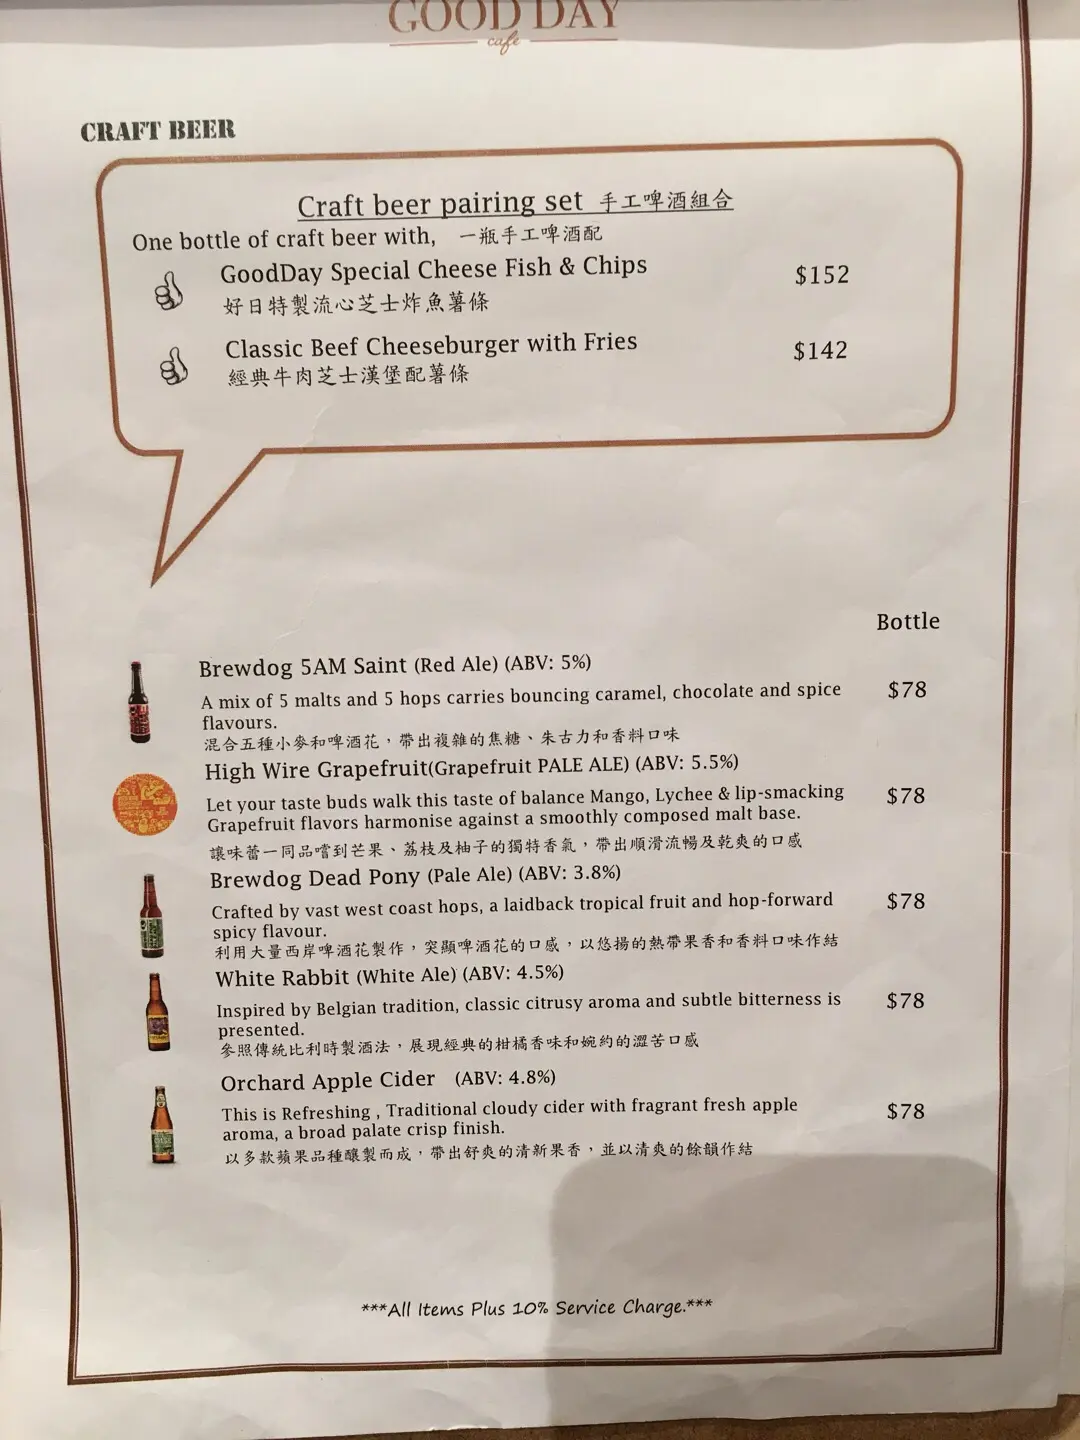 GOOD DAY
cafe
CRAFT BEER
Craft beer pairing set 手工啤酒組合
One bottle of craft beer with, 一瓶手工啤酒配
GoodDay Special Cheese Fish & Chips $152
好日特製流心芝士炸魚薯條
Classic Beef Cheeseburger with Fries $142
經典牛肉芝士漢堡配薯條
Bottle
Brewdog 5AM Saint (Red Ale) (ABV: 5%)
A mix of 5 malts and 5 hops carries bouncing caramel, chocolate and spice $78
flavours.
混合五種小麥和啤酒花，帶出複雜的焦糖、朱古力和香料口味
High Wire Grapefruit(Grapefruit PALE ALE) (ABV: 5.5%)
Let your taste buds walk this taste of balance Mango, Lychee & lip-smacking $78
Grapefruit flavors harmonise against a smoothly composed malt base.
讓味蕾一同品嚐到芒果、荔枝及柚子的獨特香氣，帶出順滑流暢及乾爽的口感
Brewdog Dead Pony (Pale Ale) (ABV: 3.8%)
Crafted by vast west coast hops, a laidback tropical fruit and hop-forward $78
spicy flavour.
利用大量西岸啤酒花製作，突顯啤酒花的口感，以悠揚的熱帶果香和香料口味作結
White Rabbit (White Ale) (ABV: 4.5%)
Inspired by Belgian tradition, classic citrusy aroma and subtle bitterness is $78
presented.
參照傳統比利時製酒法，展現經典的柑橘香味和婉約的澀苦口感
Orchard Apple Cider (ABV: 4.8%)
This is Refreshing , Traditional cloudy cider with fragrant fresh apple $78
aroma, a broad palate crisp finish.
以多款蘋果品種釀製而成，帶出舒爽的清新果香，並以清爽的餘韻作結
***All Items Plus 10% Service Charge.***